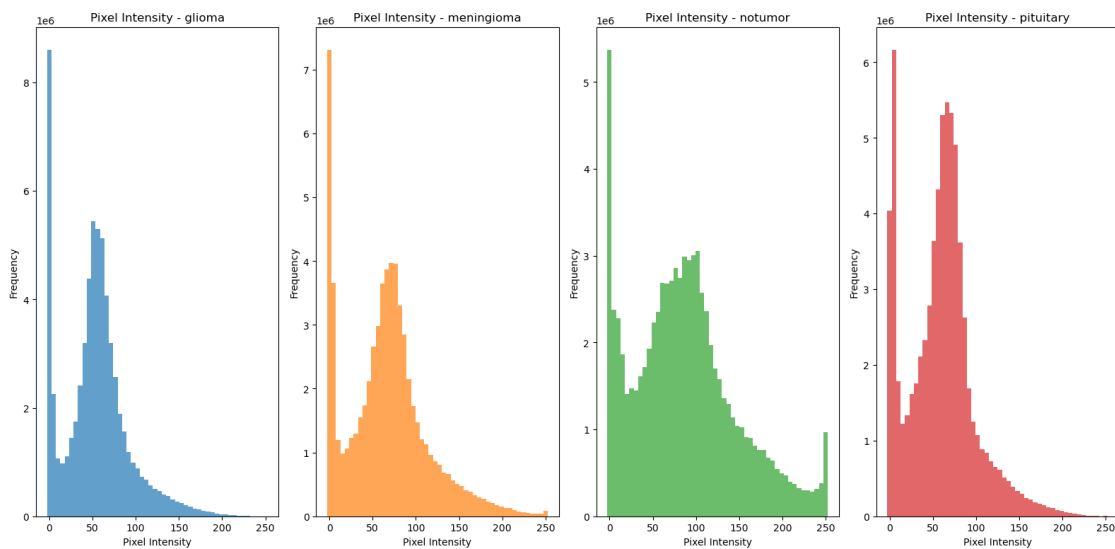 Pixel Intensity - glioma
1e6
8
6
4
2
0
Frequency
0 50 100 150 200 250
Pixel Intensity
Pixel Intensity - meningioma
1e6
7
6
5
4
3
2
1
0
Frequency
0 50 100 150 200 250
Pixel Intensity
Pixel Intensity - notumor
1e6
5
4
3
2
1
0
Frequency
0 50 100 150 200 250
Pixel Intensity
Pixel Intensity - pituitary
1e6
6
5
4
3
2
1
0
Frequency
0 50 100 150 200 250
Pixel Intensity